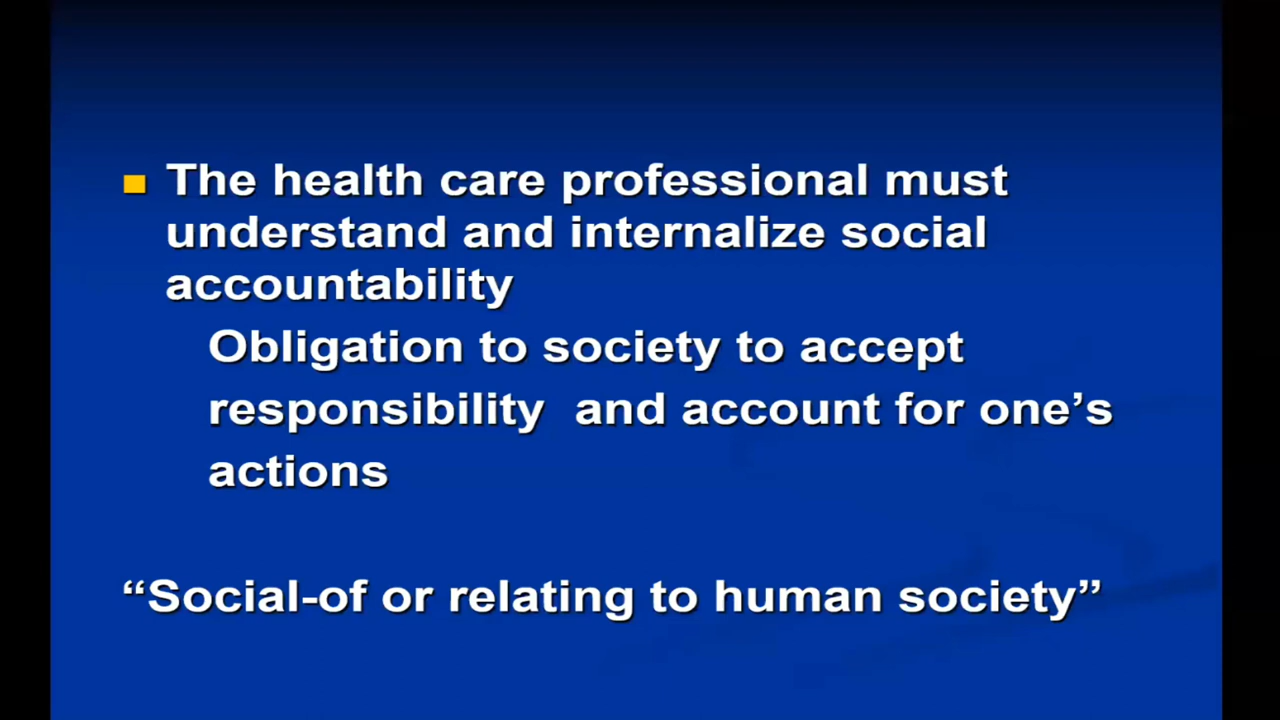 The health care professional must
understand and internalize social
accountability
Obligation to society to accept
responsibility  and account for one’s
actions
“Social-of or relating to human society”